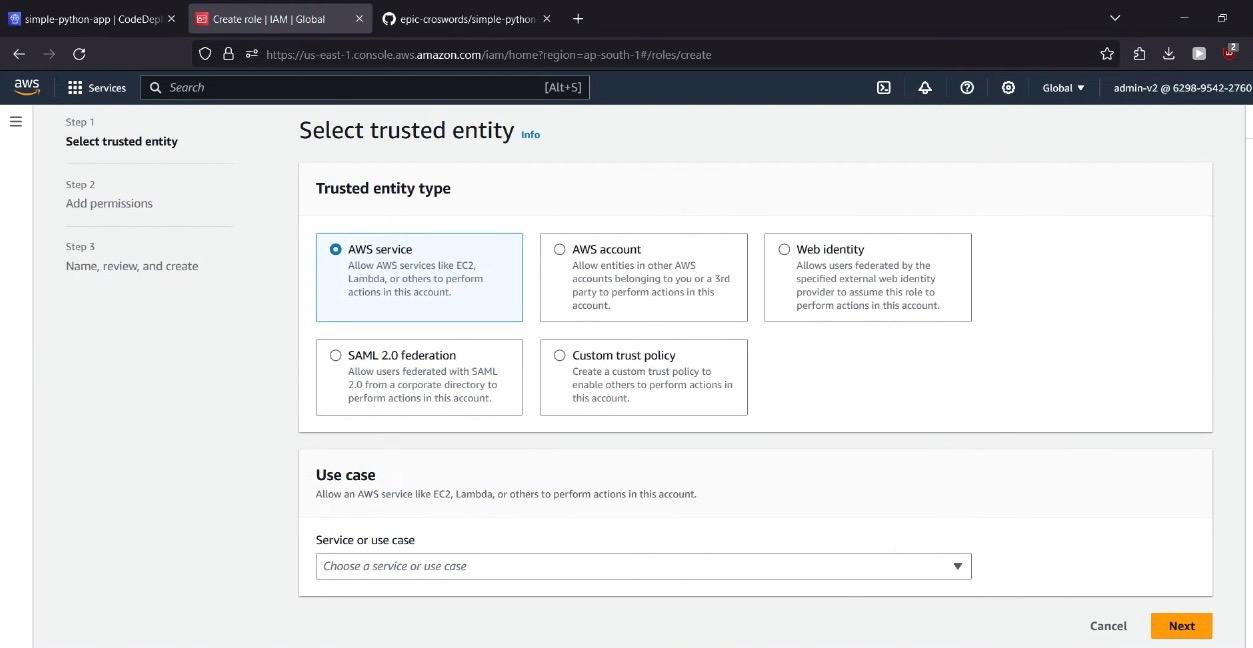 simple-python-app | CodeDepl
Create role | IAM | Global
epic-croswords/simple-python
https://us-east-1.console.aws.amazon.com/iam/home?region=ap-south-1#/roles/create
2
aws
Services
Search
[Alt+S]
Global
admin-v2 @ 6298-9542-2760
Step 1
Select trusted entity
Step 2
Add permissions
Step 3
Name, review, and create
Select trusted entity Info
Trusted entity type
AWS service
Allow AWS services like EC2,
Lambda, or others to perform
actions in this account.
AWS account
Allow entities in other AWS
accounts belonging to you or a 3rd
party to perform actions in this
account.
Web identity
Allows users federated by the
specified external web identity
provider to assume this role to
perform actions in this account.
SAML 2.0 federation
Allow users federated with SAML
2.0 from a corporate directory to
perform actions in this account.
Custom trust policy
Create a custom trust policy to
enable others to perform actions in
this account.
Use case
Allow an AWS service like EC2, Lambda, or others to perform actions in this account.
Service or use case
Choose a service or use case
Cancel
Next